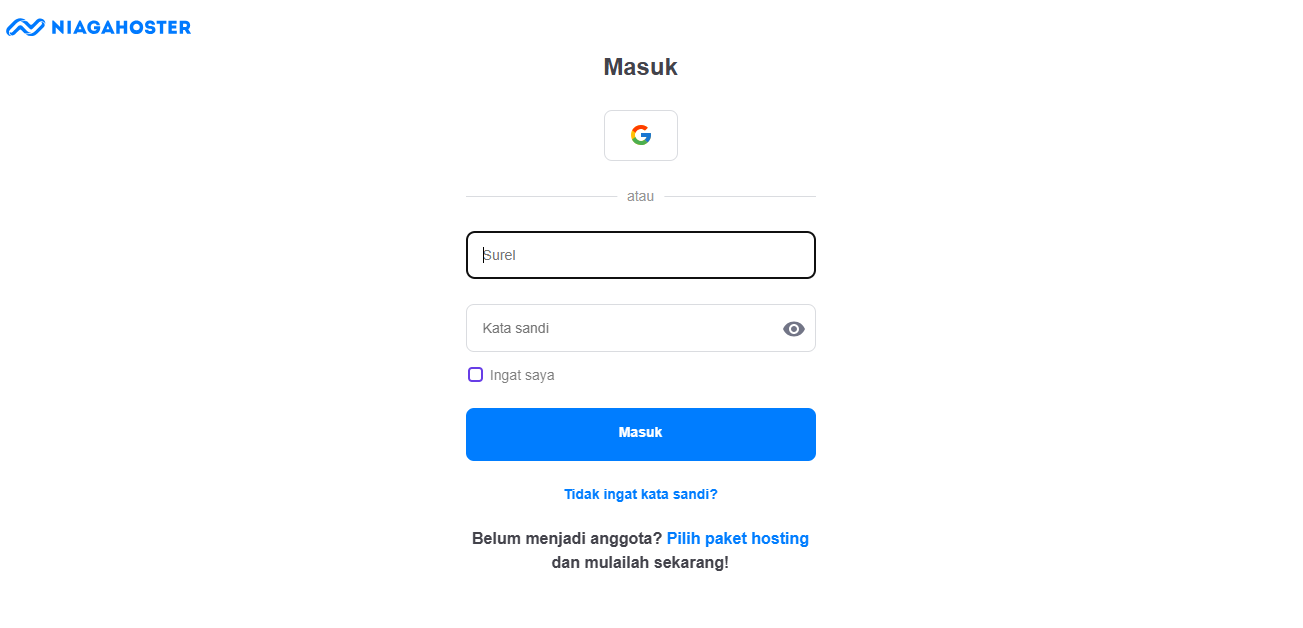 NIAGAHOSTER
Masuk
atau
Surel
Kata sandi
Ingat saya
Masuk
Tidak ingat kata sandi?
Belum menjadi anggota? Pilih paket hosting
dan mulailah sekarang!